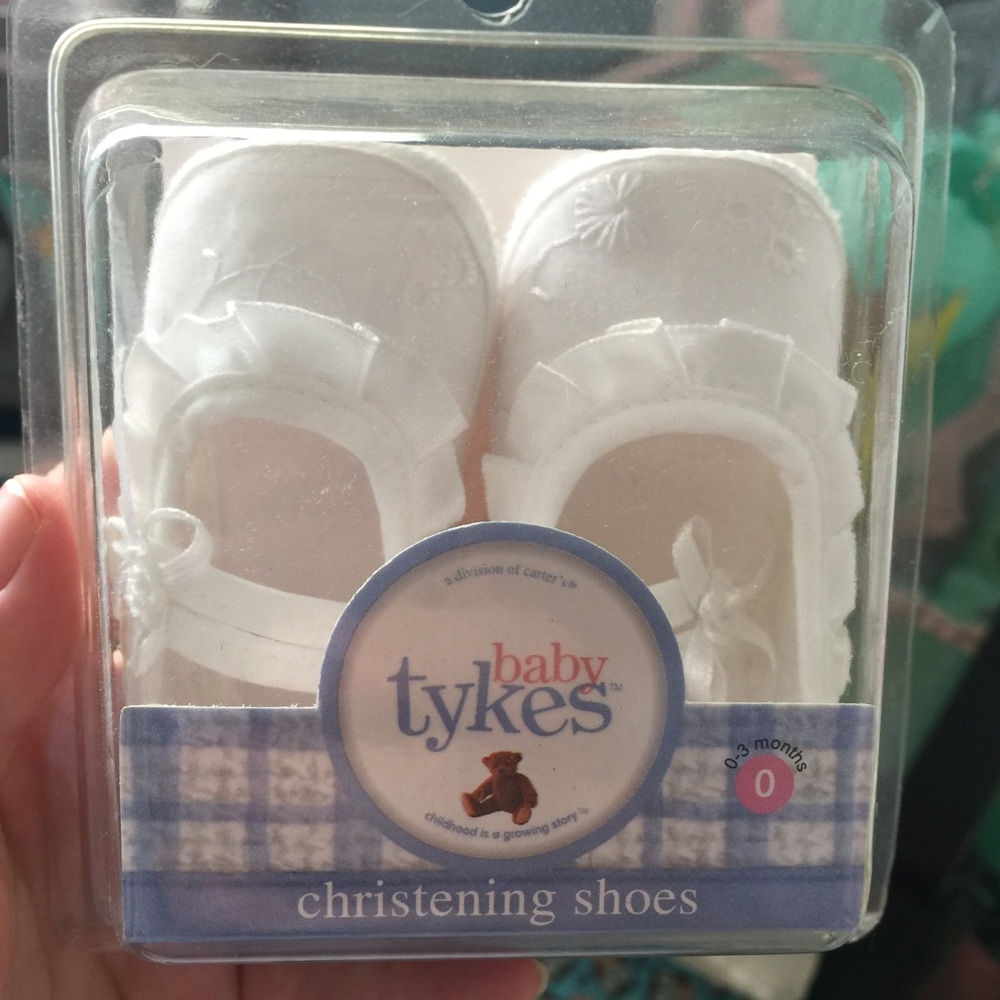 a division of carter's®
baby
tykes™
childhood is a growing story™
0-3 months
0
christening shoes